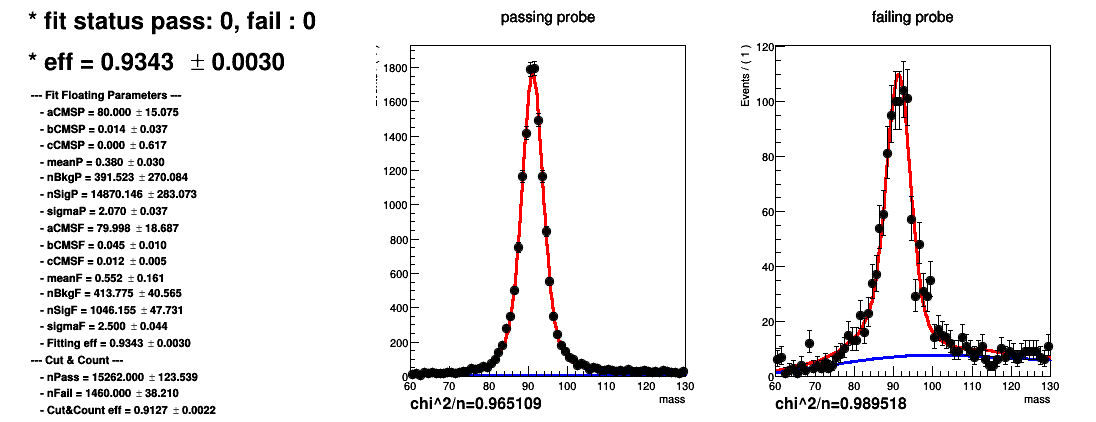 * fit status pass: 0, fail : 0
* eff = 0.9343 ± 0.0030
--- Fit Floating Parameters ---
- aCMSP = 80.000 ± 15.075
- bCMSP = 0.014 ± 0.037
- cCMSP = 0.000 ± 0.617
- meanP = 0.380 ± 0.030
- nBkgP = 391.523 ± 270.084
- nSigP = 14870.146 ± 283.073
- sigmaP = 2.070 ± 0.037
- aCMSF = 79.998 ± 18.687
- bCMSF = 0.045 ± 0.010
- cCMSF = 0.012 ± 0.005
- meanF = 0.552 ± 0.161
- nBkgF = 413.775 ± 40.565
- nSigF = 1046.155 ± 47.731
- sigmaF = 2.500 ± 0.044
- Fitting eff = 0.9343 ± 0.0030
--- Cut & Count ---
- nPass = 15262.000 ± 123.539
- nFail = 1460.000 ± 38.210
- Cut&Count eff = 0.9127 ± 0.0022
passing probe
1800
1600
1400
1200
1000
800
600
400
200
0
60 70 80 90 100 110 120 130
mass
chi^2/n=0.965109
failing probe
Events / ( 1 )
120
100
80
60
40
20
0
60 70 80 90 100 110 120 130
mass
chi^2/n=0.989518